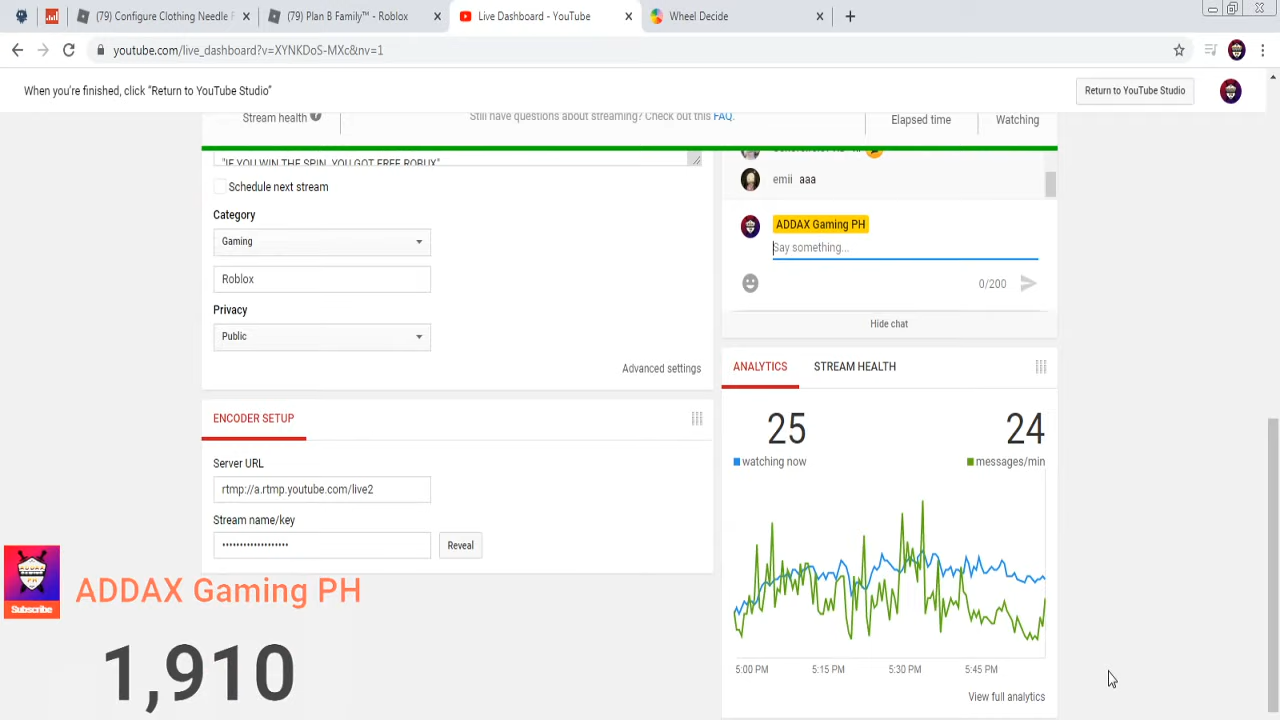 (79) Configure Clothing Needle F
(79) Plan B Family™ - Roblox
Live Dashboard - YouTube
Wheel Decide
youtube.com/live_dashboard?v=XYNKDoS-MXc&nv=1
When you're finished, click "Return to YouTube Studio"
Return to YouTube Studio
Stream health
Still have questions about streaming? Check out this FAQ.
Elapsed time
Watching
"IF YOU WIN THE SPIN, YOU GOT FREE ROBUX"
Schedule next stream
Category
Gaming
Roblox
Privacy
Public
Advanced settings
ENCODER SETUP
Server URL
rtmp://a.rtmp.youtube.com/live2
Stream name/key
Reveal
emii aaa
ADDAX Gaming PH
Say something...
0/200
Hide chat
ANALYTICS
STREAM HEALTH
25
24
watching now
messages/min
5:00 PM
5:15 PM
5:30 PM
5:45 PM
View full analytics
Subscribe
ADDAX Gaming PH
1,910